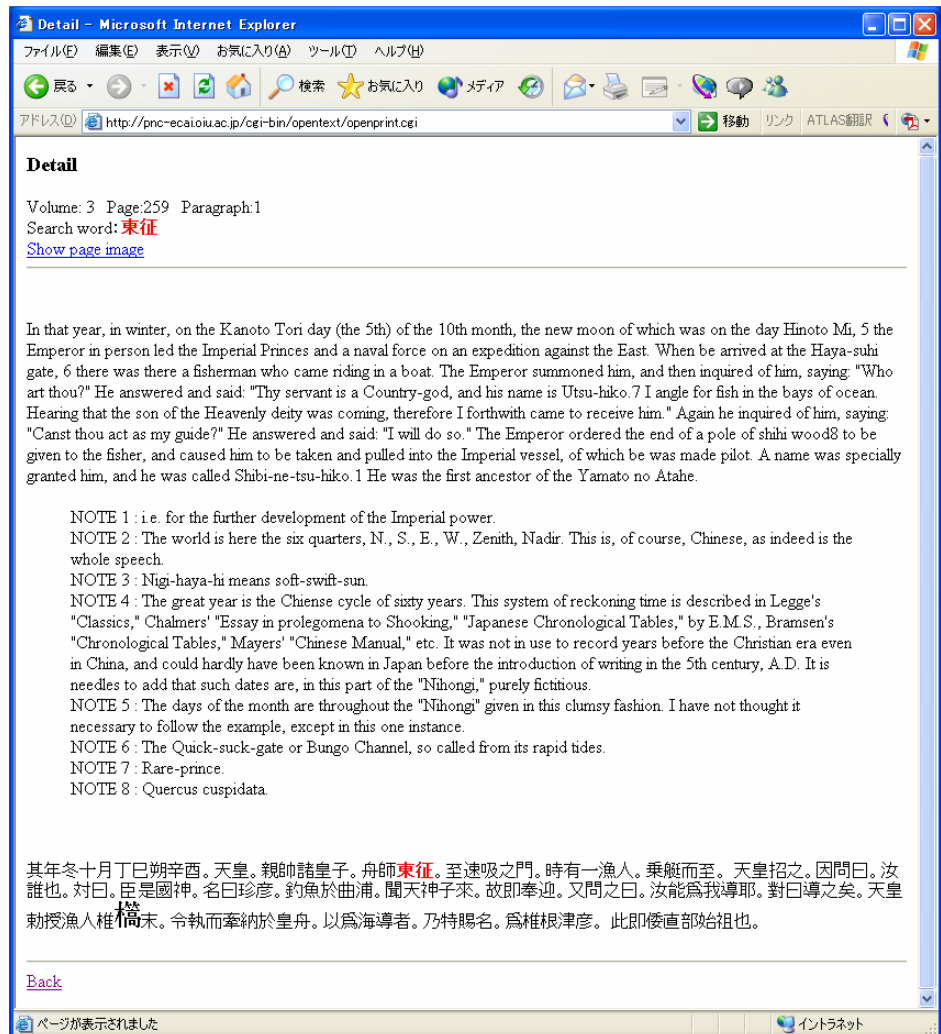 Detail - Microsoft Internet Explorer
ファイル(F) 編集(E) 表示(V) お気に入り(A) ツール(T) ヘルプ(H)
戻る 検索 お気に入り メディア
アドレス(D) http://pnc-ecai.oiu.ac.jp/cgi-bin/opentext/openprint.cgi 移動 リンク ATLAS翻訳
Detail
Volume: 3 Page:259 Paragraph:1
Search word: 東征
Show page image
In that year, in winter, on the Kanoto Tori day (the 5th) of the 10th month, the new moon of which was on the day Hinoto Mi, 5 the
Emperor in person led the Imperial Princes and a naval force on an expedition against the East. When be arrived at the Haya-suhi
gate, 6 there was there a fisherman who came riding in a boat. The Emperor summoned him, and then inquired of him, saying: "Who
art thou?" He answered and said: "Thy servant is a Country-god, and his name is Utsu-hiko.7 I angle for fish in the bays of ocean.
Hearing that the son of the Heavenly deity was coming, therefore I forthwith came to receive him." Again he inquired of him, saying:
"Canst thou act as my guide?" He answered and said: "I will do so." The Emperor ordered the end of a pole of shihi wood8 to be
given to the fisher, and caused him to be taken and pulled into the Imperial vessel, of which be was made pilot. A name was specially
granted him, and he was called Shibi-ne-tsu-hiko.1 He was the first ancestor of the Yamato no Atahe.
NOTE 1 : i.e. for the further development of the Imperial power.
NOTE 2 : The world is here the six quarters, N., S., E., W., Zenith, Nadir. This is, of course, Chinese, as indeed is the
whole speech.
NOTE 3 : Nigi-haya-hi means soft-swift-sun.
NOTE 4 : The great year is the Chiense cycle of sixty years. This system of reckoning time is described in Legge's
"Classics," Chalmers' "Essay in prolegomena to Shooking," "Japanese Chronological Tables," by E.M.S., Bramsen's
"Chronological Tables," Mayers' "Chinese Manual," etc. It was not in use to record years before the Christian era even
in China, and could hardly have been known in Japan before the introduction of writing in the 5th century, A.D. It is
needles to add that such dates are, in this part of the "Nihongi," purely fictitious.
NOTE 5 : The days of the month are throughout the "Nihongi" given in this clumsy fashion. I have not thought it
necessary to follow the example, except in this one instance.
NOTE 6 : The Quick-suck-gate or Bungo Channel, so called from its rapid tides.
NOTE 7 : Rare-prince.
NOTE 8 : Quercus cuspidata.
其年冬十月丁巳朔辛酉。天皇。親帥諸皇子。舟師東征。至速吸之門。時有一漁人。乗艇而至。天皇招之。因問曰。汝
誰也。対曰。臣是國神。名曰珍彦。釣魚於曲浦。聞天神子來。故即奉迎。又問之曰。汝能爲我導耶。對曰導之矣。天皇
勅授漁人椎檮末。令執而牽納於皇舟。以爲海導者。乃特賜名。爲椎根津彦。此即倭直部始祖也。
Back
ページが表示されました イントラネット